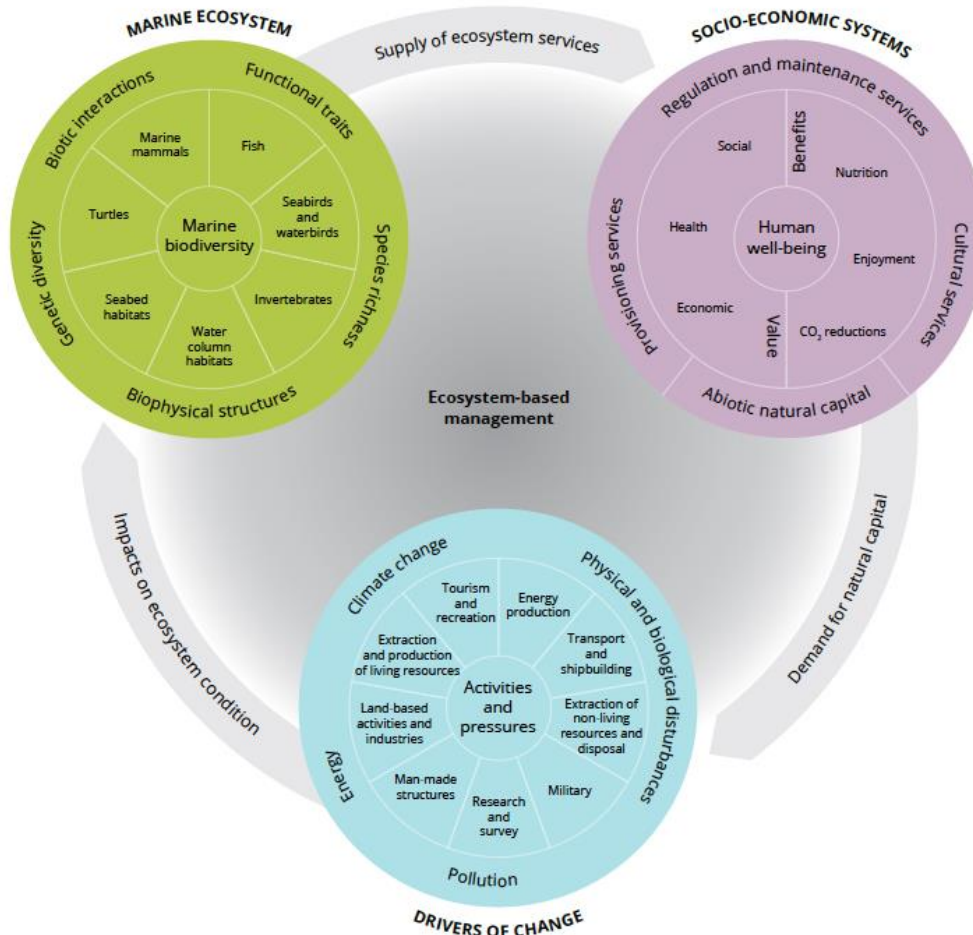 MARINE ECOSYSTEM
Supply of ecosystem services
SOCIO-ECONOMIC SYSTEMS
Biotic interactions
Functional traits
Marine
mammals
Fish
Turtles
Marine
biodiversity
Seabirds
and
waterbirds
Genetic diversity
Species richness
Seabed
habitats
Water
column
habitats
Invertebrates
Biophysical structures
Regulation and maintenance services
Social
Benefits
Nutrition
Health
Human
well-being
Enjoyment
Provisioning services
Cultural services
Economic
Value
CO₂ reductions
Abiotic natural capital
Ecosystem-based
management
Impacts on ecosystem condition
Demand for natural capital
Climate change
Physical and biological disturbances
Tourism
and
recreation
Energy
production
Extraction
and production
of living resources
Transport and
shipbuilding
Activities
and
pressures
Land-based
activities and
industries
Extraction of
non-living
resources and
disposal
Energy
Man-made
structures
Research
and
survey
Military
Pollution
DRIVERS OF CHANGE